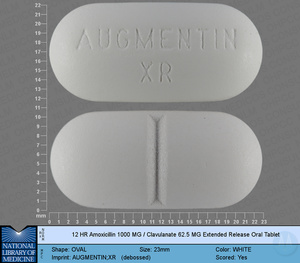 AUGMENTIN
XR
12 HR Amoxicillin 1000 MG / Clavulanate 62.5 MG Extended Release Oral Tablet
NATIONAL
LIBRARY OF
MEDICINE
Shape: OVAL Size: 23mm Color: WHITE
Imprint: AUGMENTIN;XR (debossed) Scored: Yes
mm